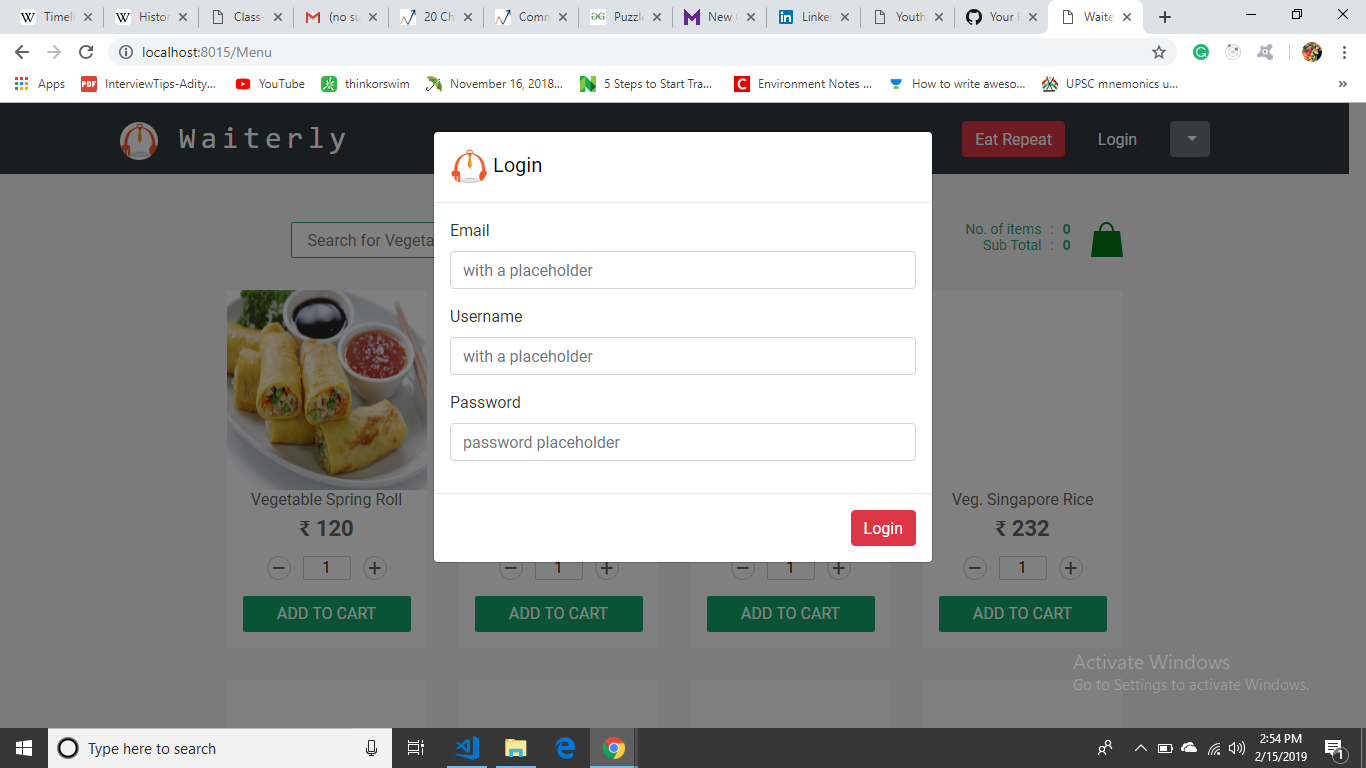 Timeli
Histor
Class-
(no su
20 Ch
Comm
Puzzle
New
Linke
Youth
Your
Waite
localhost:8015/Menu
Apps
InterviewTips-Adity...
YouTube
thinkorswim
November 16, 2018...
5 Steps to Start Tra...
Environment Notes ...
How to write aweso...
UPSC mnemonics u...
Waiterly
Eat Repeat
Login
Login
Search for Vegeta
No. of items : 0
Sub Total : 0
Email
with a placeholder
Username
with a placeholder
Password
password placeholder
Login
Vegetable Spring Roll
₹ 120
1
ADD TO CART
1
ADD TO CART
1
ADD TO CART
Veg. Singapore Rice
₹ 232
1
ADD TO CART
Activate Windows
Go to Settings to activate Windows.
Type here to search
2:54 PM
2/15/2019
1